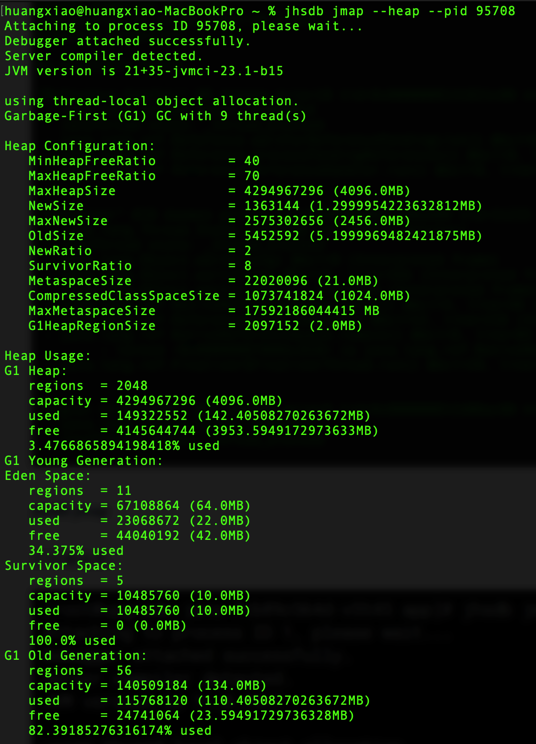 [huangxiao@huangxiao-MacBookPro ~ % jhsdb jmap --heap --pid 95708
Attaching to process ID 95708, please wait...
Debugger attached successfully.
Server compiler detected.
JVM version is 21+35-jvmci-23.1-b15

using thread-local object allocation.
Garbage-First (G1) GC with 9 thread(s)

Heap Configuration:
   MinHeapFreeRatio         = 40
   MaxHeapFreeRatio         = 70
   MaxHeapSize              = 4294967296 (4096.0MB)
   NewSize                  = 1363144 (1.2999954223632812MB)
   MaxNewSize               = 2575302656 (2456.0MB)
   OldSize                  = 5452592 (5.1999969482421875MB)
   NewRatio                 = 2
   SurvivorRatio            = 8
   MetaspaceSize            = 22020096 (21.0MB)
   CompressedClassSpaceSize = 1073741824 (1024.0MB)
   MaxMetaspaceSize         = 17592186044415 MB
   G1HeapRegionSize         = 2097152 (2.0MB)

Heap Usage:
G1 Heap:
   regions  = 2048
   capacity = 4294967296 (4096.0MB)
   used     = 149322552 (142.40508270263672MB)
   free     = 4145644744 (3953.5949172973633MB)
   3.4766865894198418% used
G1 Young Generation:
Eden Space:
   regions  = 11
   capacity = 67108864 (64.0MB)
   used     = 23068672 (22.0MB)
   free     = 44040192 (42.0MB)
   34.375% used
Survivor Space:
   regions  = 5
   capacity = 10485760 (10.0MB)
   used     = 10485760 (10.0MB)
   free     = 0 (0.0MB)
   100.0% used
G1 Old Generation:
   regions  = 56
   capacity = 140509184 (134.0MB)
   used     = 115768120 (110.40508270263672MB)
   free     = 24741064 (23.59491729736328MB)
   82.39185276316174% used